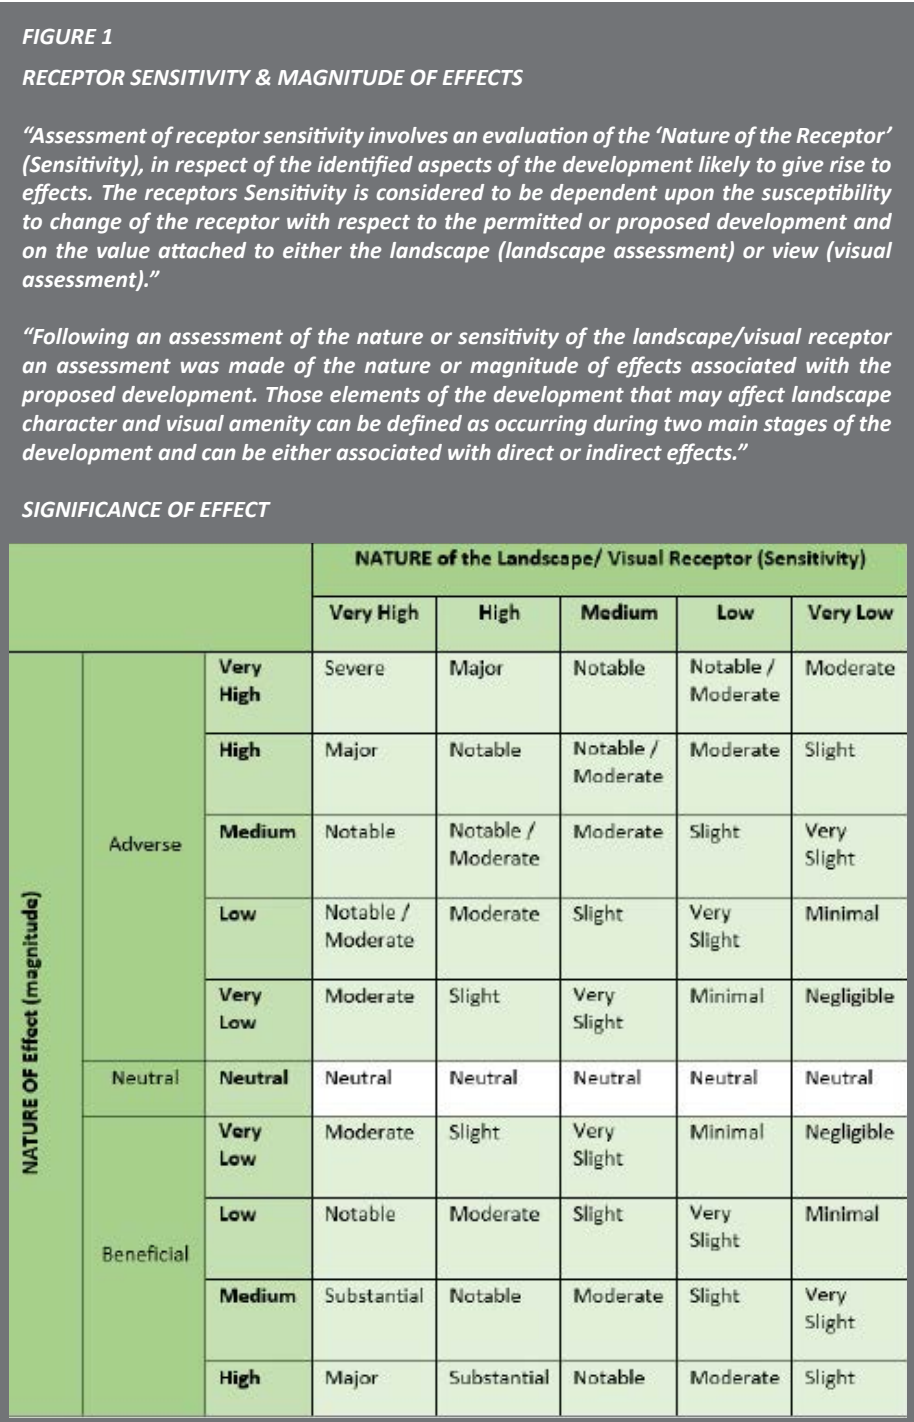 FIGURE 1
RECEPTOR SENSITIVITY & MAGNITUDE OF EFFECTS
“Assessment of receptor sensitivity involves an evaluation of the ‘Nature of the Receptor’
(Sensitivity), in respect of the identified aspects of the development likely to give rise to
effects. The receptors Sensitivity is considered to be dependent upon the susceptibility
to change of the receptor with respect to the permitted or proposed development and
on the value attached to either the landscape (landscape assessment) or view (visual
assessment).”
“Following an assessment of the nature or sensitivity of the landscape/visual receptor
an assessment was made of the nature or magnitude of effects associated with the
proposed development. Those elements of the development that may affect landscape
character and visual amenity can be defined as occurring during two main stages of the
development and can be either associated with direct or indirect effects.”
SIGNIFICANCE OF EFFECT
NATURE of the Landscape/ Visual Receptor (Sensitivity)
Very High High Medium Low Very Low
NATURE OF Effect (magnitude)
Adverse
Very High Severe Major Notable Notable / Moderate Moderate
High Major Notable Notable / Moderate Moderate Slight
Medium Notable Notable / Moderate Moderate Slight Very Slight
Low Notable / Moderate Moderate Slight Very Slight Minimal
Very Low Moderate Slight Very Slight Minimal Negligible
Neutral Neutral Neutral Neutral Neutral Neutral Neutral
Beneficial
Very Low Moderate Slight Very Slight Minimal Negligible
Low Notable Moderate Slight Very Slight Minimal
Medium Substantial Notable Moderate Slight Very Slight
High Major Substantial Notable Moderate Slight